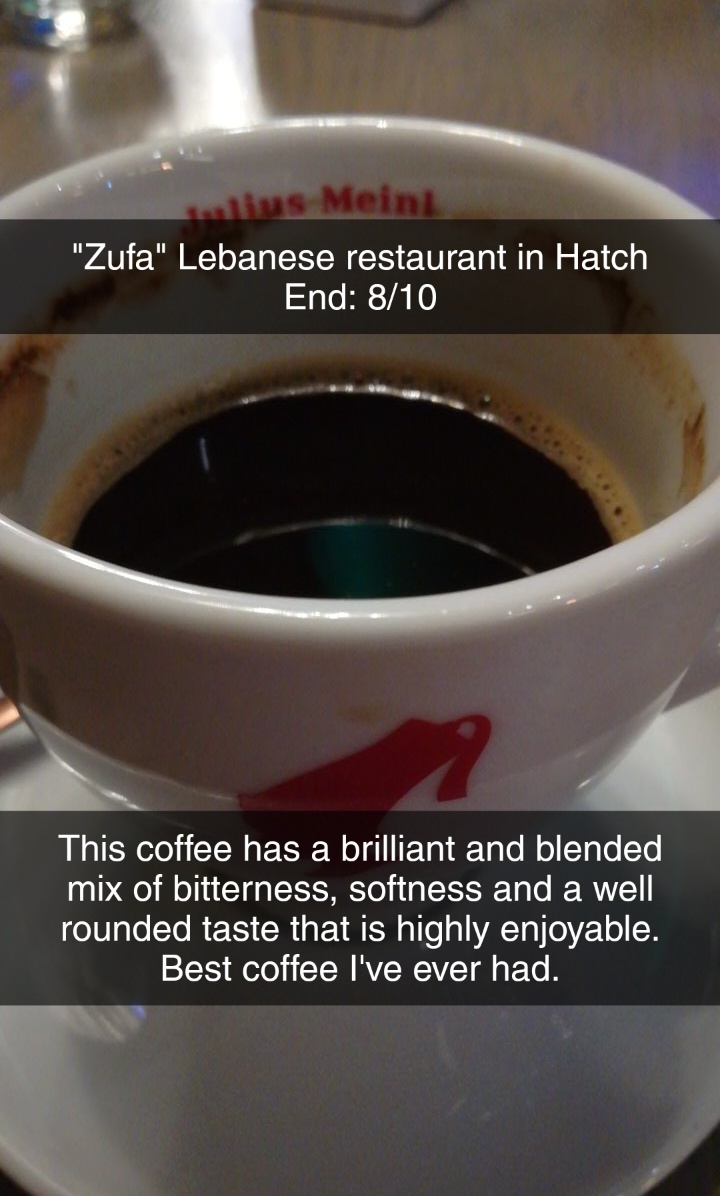 Julius Meinl
"Zufa" Lebanese restaurant in Hatch
End: 8/10
This coffee has a brilliant and blended
mix of bitterness, softness and a well
rounded taste that is highly enjoyable.
Best coffee I've ever had.